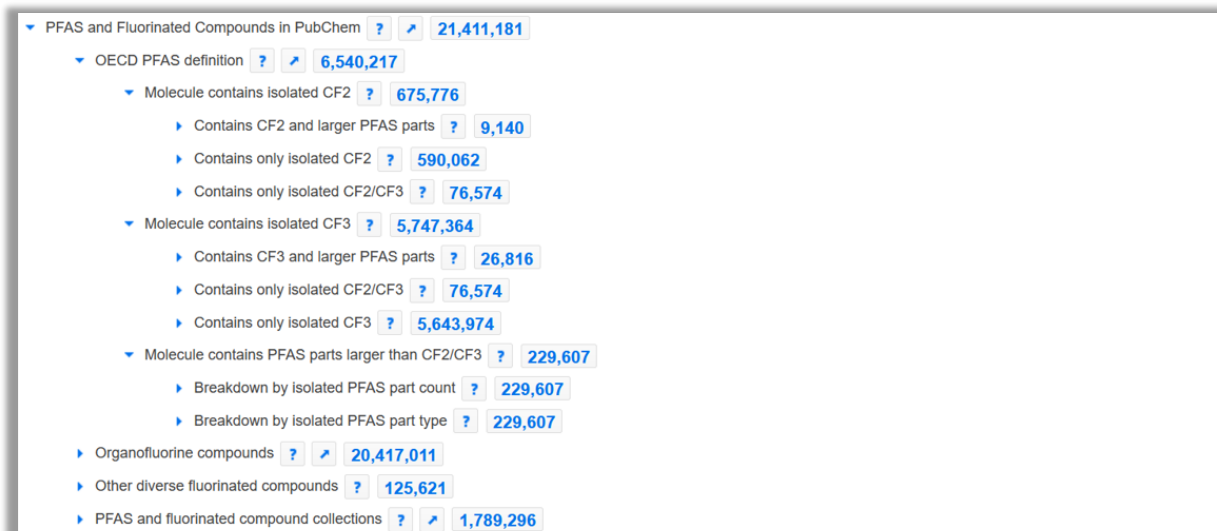 PFAS and Fluorinated Compounds in PubChem ? ↗ 21,411,181
OECD PFAS definition ? ↗ 6,540,217
Molecule contains isolated CF2 ? 675,776
Contains CF2 and larger PFAS parts ? 9,140
Contains only isolated CF2 ? 590,062
Contains only isolated CF2/CF3 ? 76,574
Molecule contains isolated CF3 ? 5,747,364
Contains CF3 and larger PFAS parts ? 26,816
Contains only isolated CF2/CF3 ? 76,574
Contains only isolated CF3 ? 5,643,974
Molecule contains PFAS parts larger than CF2/CF3 ? 229,607
Breakdown by isolated PFAS part count ? 229,607
Breakdown by isolated PFAS part type ? 229,607
Organofluorine compounds ? ↗ 20,417,011
Other diverse fluorinated compounds ? 125,621
PFAS and fluorinated compound collections ? ↗ 1,789,296